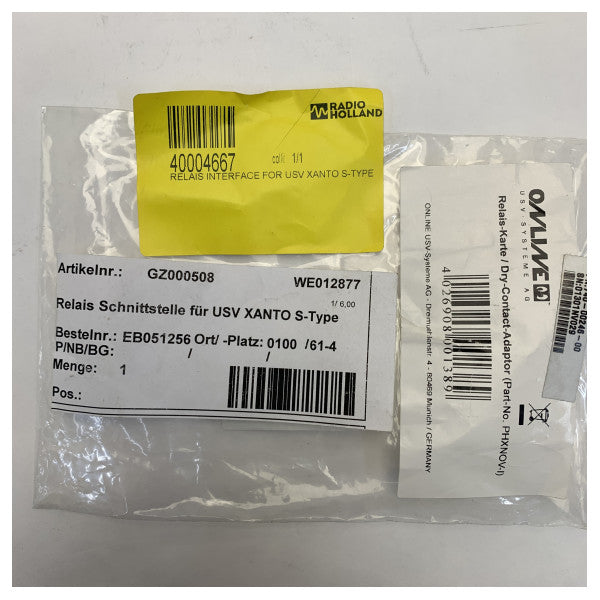 RADIO
HOLLAND
40004667
colli: 1/1
RELAIS INTERFACE FOR USV XANTO S-TYPE
Artikelnr.: GZ000508 WE012877
1/ 6,00
Relais Schnittstelle für USV XANTO S-Type
Bestelnr.: EB051256 Ort/ -Platz: 0100 /61-4
P/NB/BG: / /
Menge: 1
Pos.:
ONLINE
USV-SYSTEME AG
Relais-Karte / Dry-Contact-Adaptor (Part-No. PHXNOV-I)
4 026908 001389
ONLINE USV-Systeme AG - Dreimühlenstr. 4 - 80469 Munich / GERMANY